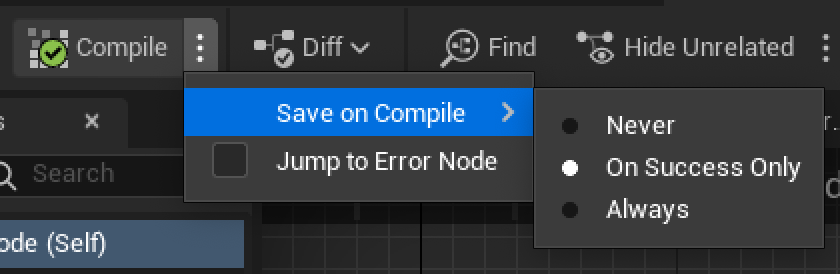 Compile
Diff
Find
Hide Unrelated
Save on Compile
Never
Jump to Error Node
On Success Only
Always
Search
ode (Self)